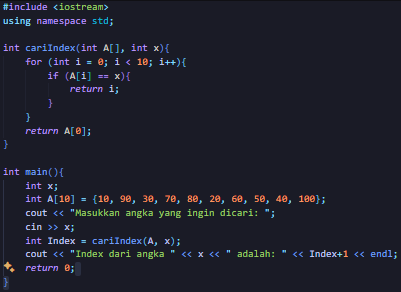 #include <iostream>
using namespace std;

int cariIndex(int A[], int x){
    for (int i = 0; i < 10; i++){
        if (A[i] == x){
            return i;
        }
    }
    return A[0];
}

int main(){
    int x;
    int A[10] = {10, 90, 30, 70, 80, 20, 60, 50, 40, 100};
    cout << "Masukkan angka yang ingin dicari: ";
    cin >> x;
    int Index = cariIndex(A, x);
    cout << "Index dari angka " << x << " adalah: " << Index+1 << endl;
    return 0;
}